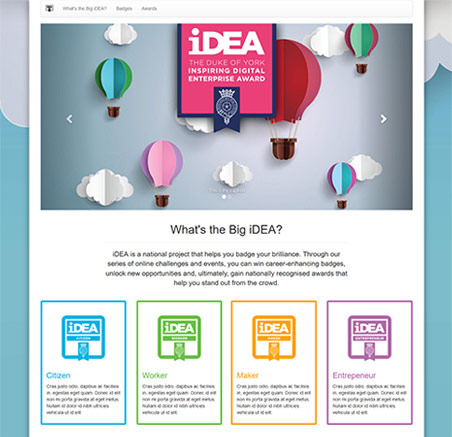 What's the Big iDEA? Badges Awards
iDEA
THE DUKE OF YORK
INSPIRING DIGITAL
ENTERPRISE AWARD
What's the Big iDEA?
iDEA is a national project that helps you badge your brilliance. Through our
series of online challenges and events, you can win career-enhancing badges,
unlock new opportunities and, ultimately, gain nationally recognised awards that
help you stand out from the crowd.
iDEA iDEA iDEA iDEA
CITIZEN WORKER MAKER ENTREPRENEUR
Citizen Worker Maker Entrepeneur
Cras justo odio, dapibus ac facilisis
in, egestas eget quam. Donec id elit
non mi porta gravida at eget metus.
Nullam id dolor id nibh ultricies
vehicula ut id elit.
Cras justo odio, dapibus ac facilisis
in, egestas eget quam. Donec id elit
non mi porta gravida at eget metus.
Nullam id dolor id nibh ultricies
vehicula ut id elit.
Cras justo odio, dapibus ac facilisis
in, egestas eget quam. Donec id elit
non mi porta gravida at eget metus.
Nullam id dolor id nibh ultricies
vehicula ut id elit.
Cras justo odio, dapibus ac facilisis
in, egestas eget quam. Donec id elit
non mi porta gravida at eget metus.
Nullam id dolor id nibh ultricies
vehicula ut id elit.